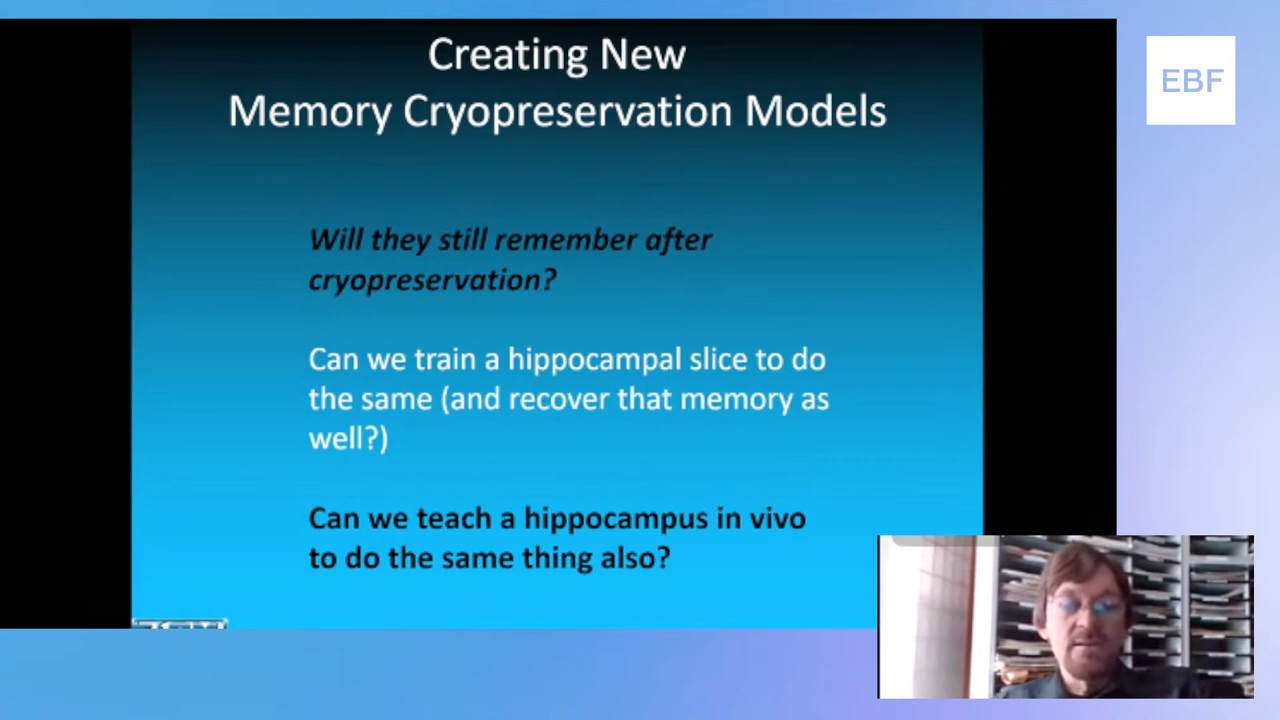 Creating New
Memory Cryopreservation Models
EBF
Will they still remember after
cryopreservation?
Can we train a hippocampal slice to do
the same (and recover that memory as
well?)
Can we teach a hippocampus in vivo
to do the same thing also?